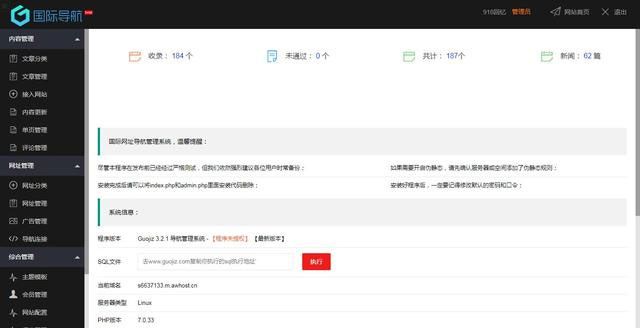 国际导航
918回忆 管理员 网站首页 退出
内容管理
文章分类
文章管理
接入网站
内容更新
单页管理
评论管理
网址管理
网址分类
网址管理
广告管理
导航连接
综合管理
主题模板
会员管理
网站配置
收录： 184 个 未通过： 0 个 共计： 187个 新闻： 62 篇
国际网址导航管理系统，温馨提醒：
尽管本程序在发布前已经经过严格测试，但我们依然强烈建议各位用户时常备份； 如果需要开启伪静态，请先确认服务器或空间添加了伪静态规则；
安装完成后请可以将index.php和admin.php里面安装代码删除； 安装好程序后，一定要记得修改默认的密码和口令；
系统信息：
程序版本 Guojiz 3.2.1 导航管理系统 - 【程序未授权】 【最新版本】
SQL文件 去www.guojiz.com复制你执行的sql执行地址 执行
当前域名 s6637133.m.awhost.cn
服务器类型 Linux
PHP版本 7.0.33